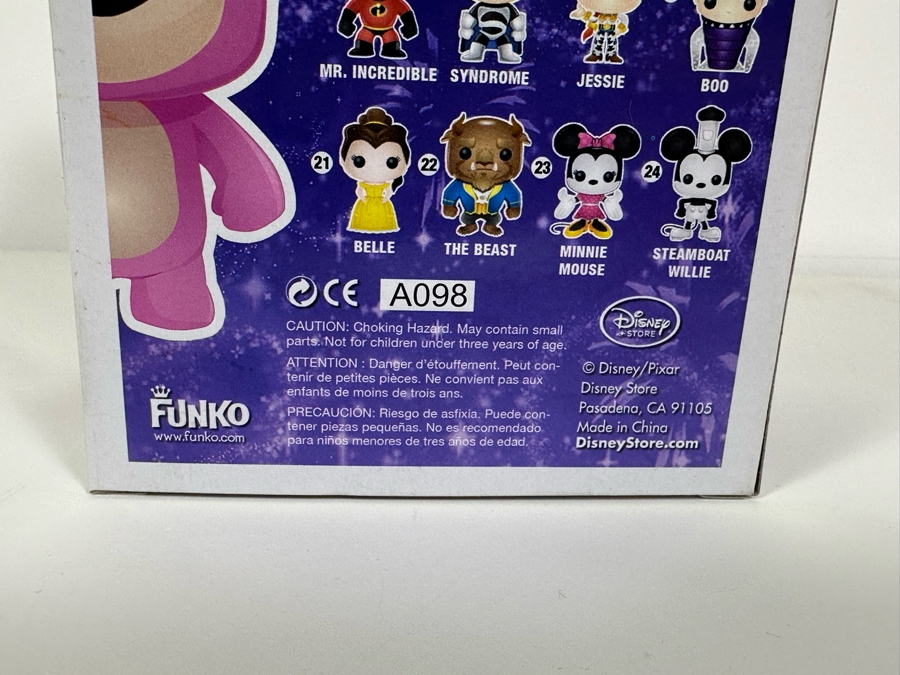 MR. INCREDIBLE SYNDROME JESSIE BOO
21 22 23 24
BELLE THE BEAST MINNIE MOUSE STEAMBOAT WILLIE
CE A098
CAUTION: Choking Hazard. May contain small
parts. Not for children under three years of age.
ATTENTION : Danger d'étouffement. Peut con-
tenir de petites pièces. Ne convient pas aux
enfants de moins de trois ans.
PRECAUCIÓN: Riesgo de asfixia. Puede con-
tener piezas pequeñas. No es recomendado
para niños menores de tres años de edad.
FUNKO
www.funko.com
Disney
STORE
© Disney/Pixar
Disney Store
Pasadena, CA 91105
Made in China
DisneyStore.com